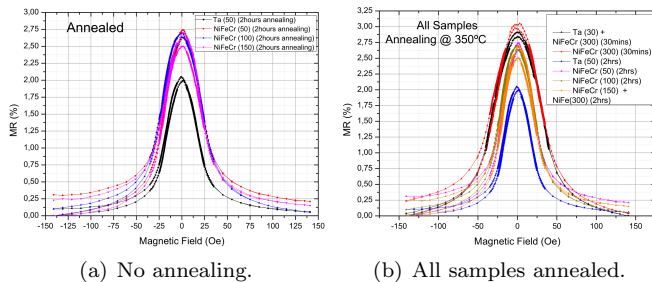 Annealed
Ta (50) (2hours annealing)
NiFeCr (50) (2hours annealing)
NiFeCr (100) (2hours annealing)
NiFeCr (150) (2hours annealing)
MR (%)
3,00
2,75
2,50
2,25
2,00
1,75
1,50
1,25
1,00
0,75
0,50
0,25
0,00
-150 -125 -100 -75 -50 -25 0 25 50 75 100 125 150
Magnetic Field (Oe)
(a) No annealing.
All Samples
Annealing @ 350ºC
Ta (30) +
NiFeCr (300) (30mins)
NiFeCr (300) (30mins)
Ta (50) (2hrs)
NiFeCr (50) (2hrs)
NiFeCr (100) (2hrs)
NiFeCr (150) +
NiFe(300) (2hrs)
MR (%)
3,25
3,00
2,75
2,50
2,25
2,00
1,75
1,50
1,25
1,00
0,75
0,50
0,25
0,00
-150 -100 -50 0 50 100 150
Magnetic Field (Oe)
(b) All samples annealed.